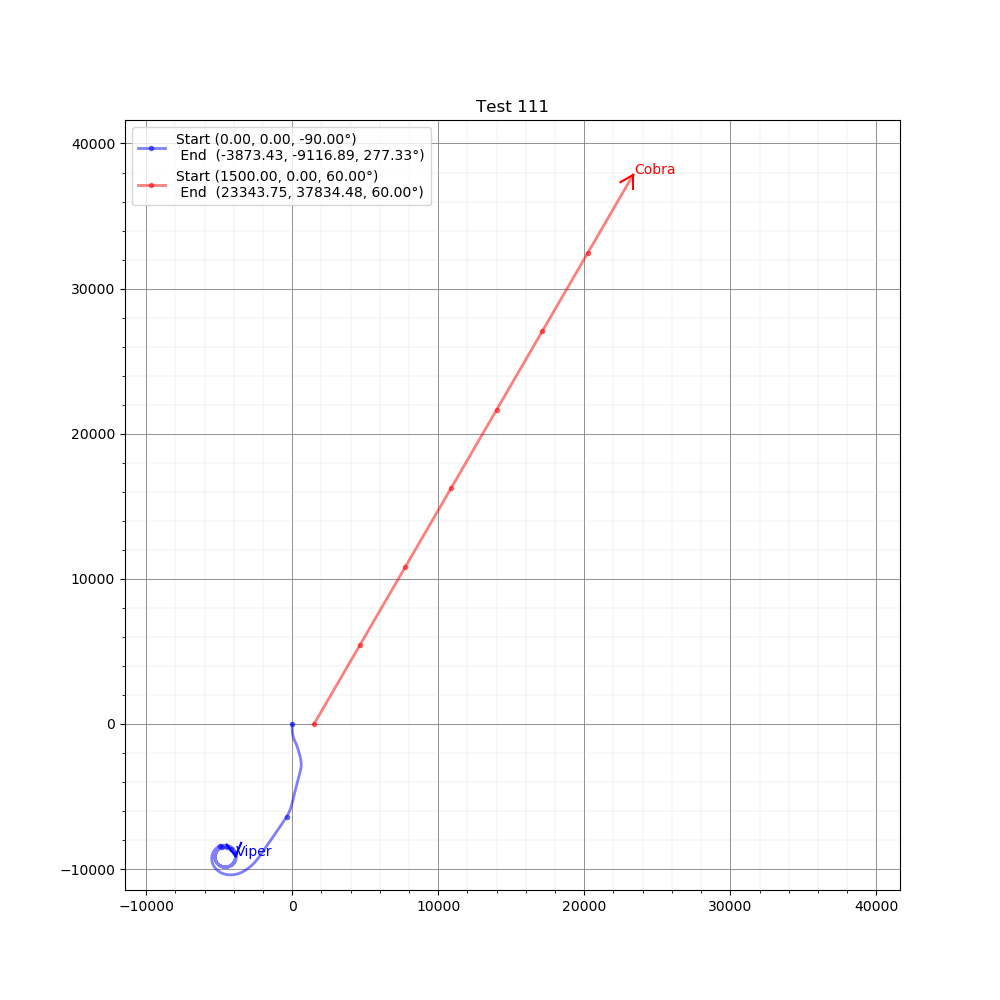 Test 111
Start (0.00, 0.00, -90.00°)
End (-3873.43, -9116.89, 277.33°)
Start (1500.00, 0.00, 60.00°)
End (23343.75, 37834.48, 60.00°)
Cobra
Viper
40000
30000
20000
10000
0
−10000
−10000 0 10000 20000 30000 40000